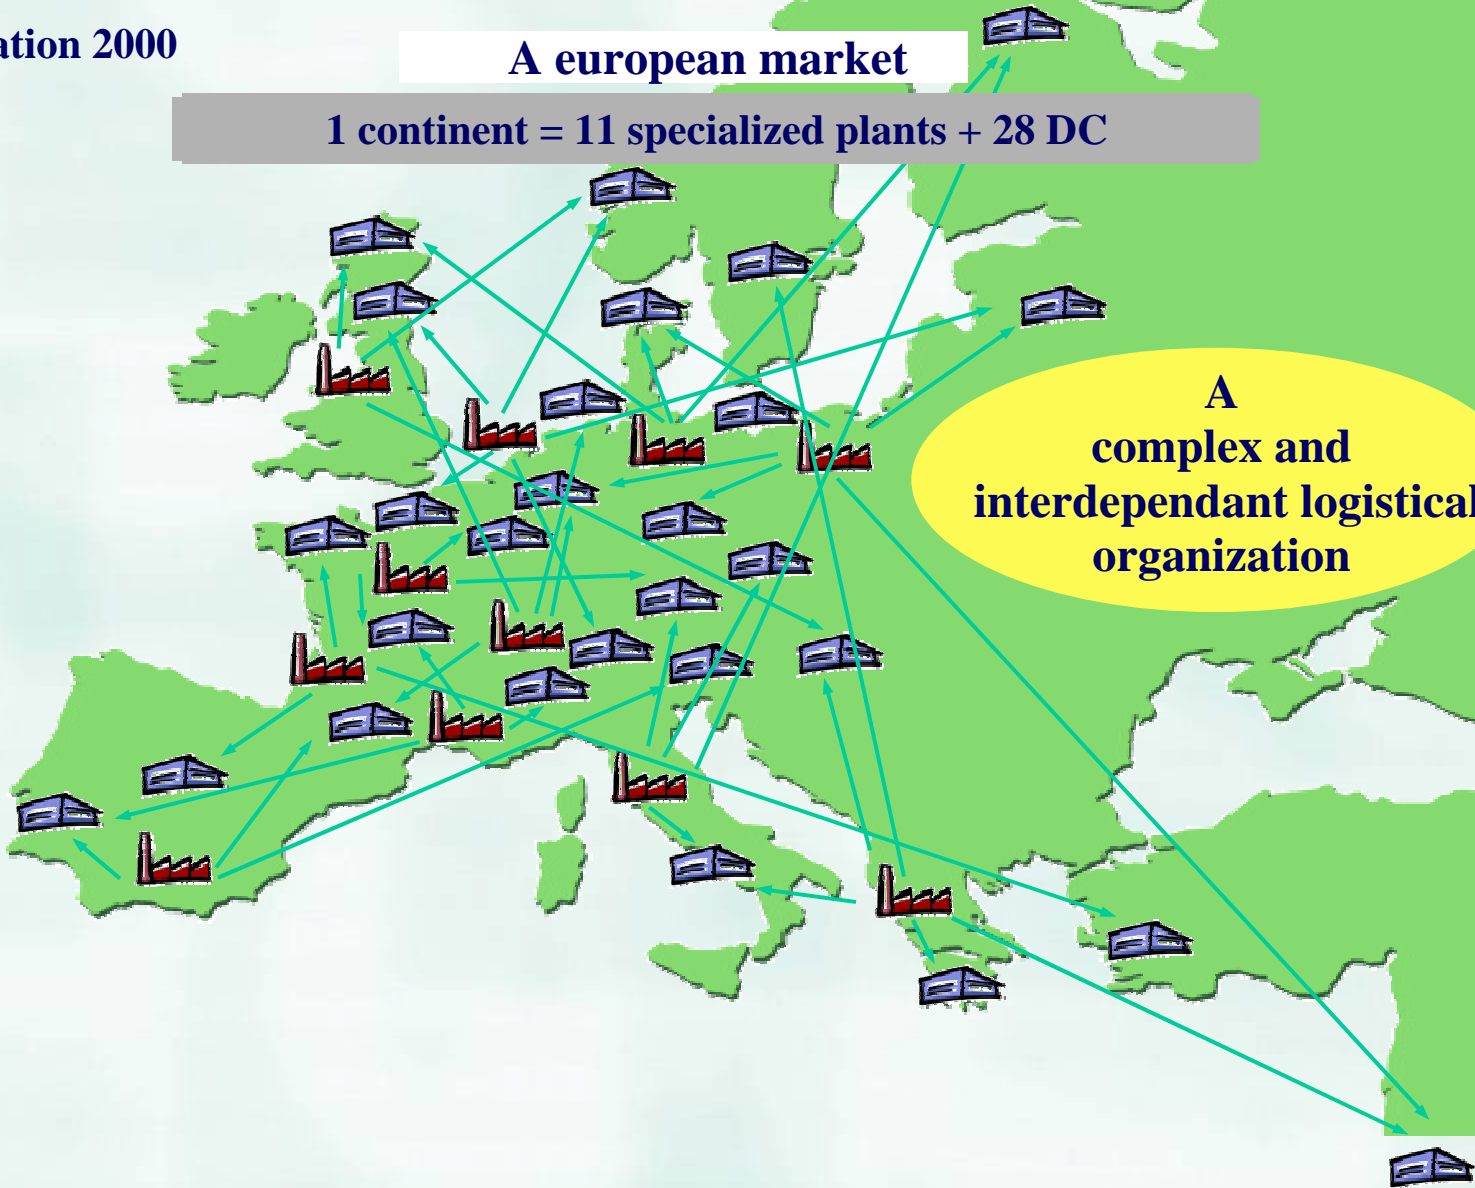 ation 2000
A european market
1 continent = 11 specialized plants + 28 DC
A
complex and
interdependant logistical
organization